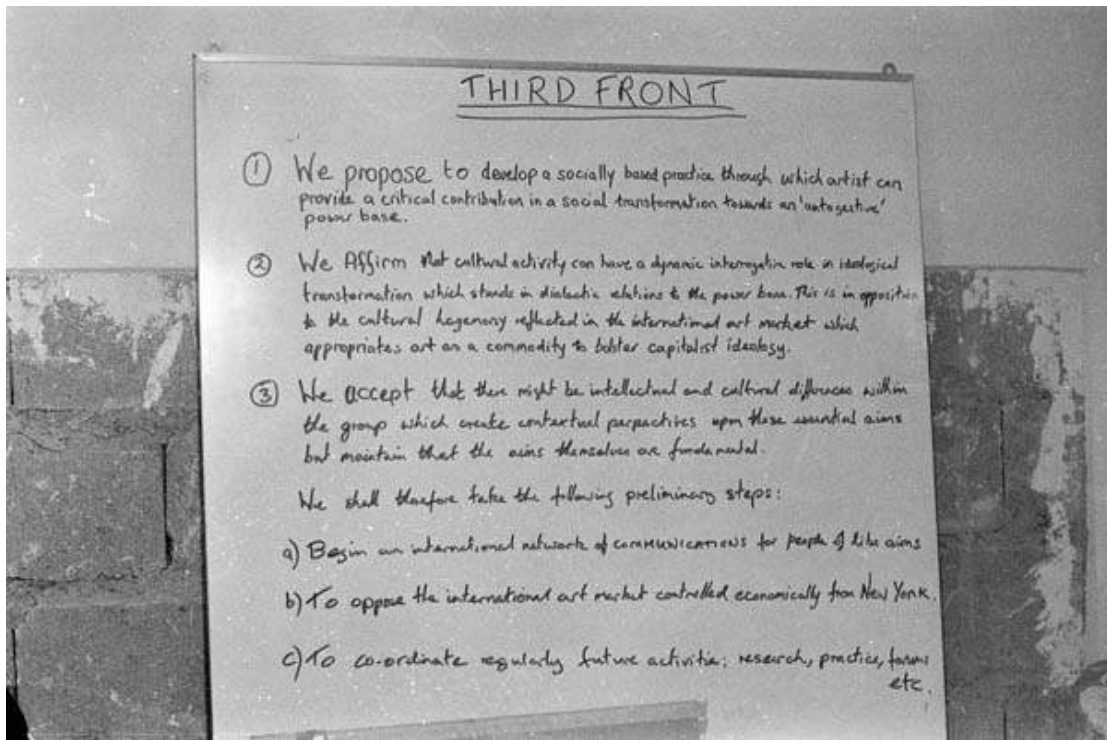 THIRD FRONT
① We propose to develop a socially based practice through which artist can
provide a critical contribution in a social transformation towards an 'autogestive'
power base.
② We Affirm that cultural activity can have a dynamic interrogative role in ideological
transformation which stands in dialectic relations to the power base. This is in opposition
to the cultural hegemony reflected in the international art market which
appropriates art as a commodity to bolster capitalist ideology.
③ We accept that there might be intellectual and cultural differences within
the group which create contextual perspectives upon these essential aims
but maintain that the aims themselves are fundamental.
We shall therefore take the following preliminary steps:
a) Begin an international network of communications for people of like aims
b) To oppose the international art market controlled economically from New York.
c) To co-ordinate regularly future activities: research, practice, forums
etc.